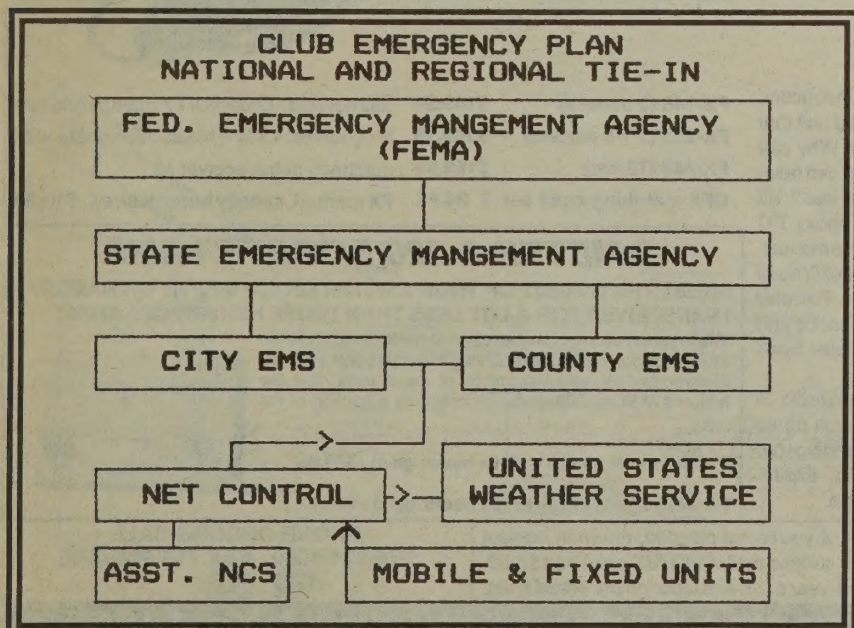 CLUB EMERGENCY PLAN
NATIONAL AND REGIONAL TIE-IN
FED. EMERGENCY MANGEMENT AGENCY
(FEMA)
STATE EMERGENCY MANGEMENT AGENCY
CITY EMS
COUNTY EMS
NET CONTROL
UNITED STATES
WEATHER SERVICE
ASST. NCS
MOBILE & FIXED UNITS